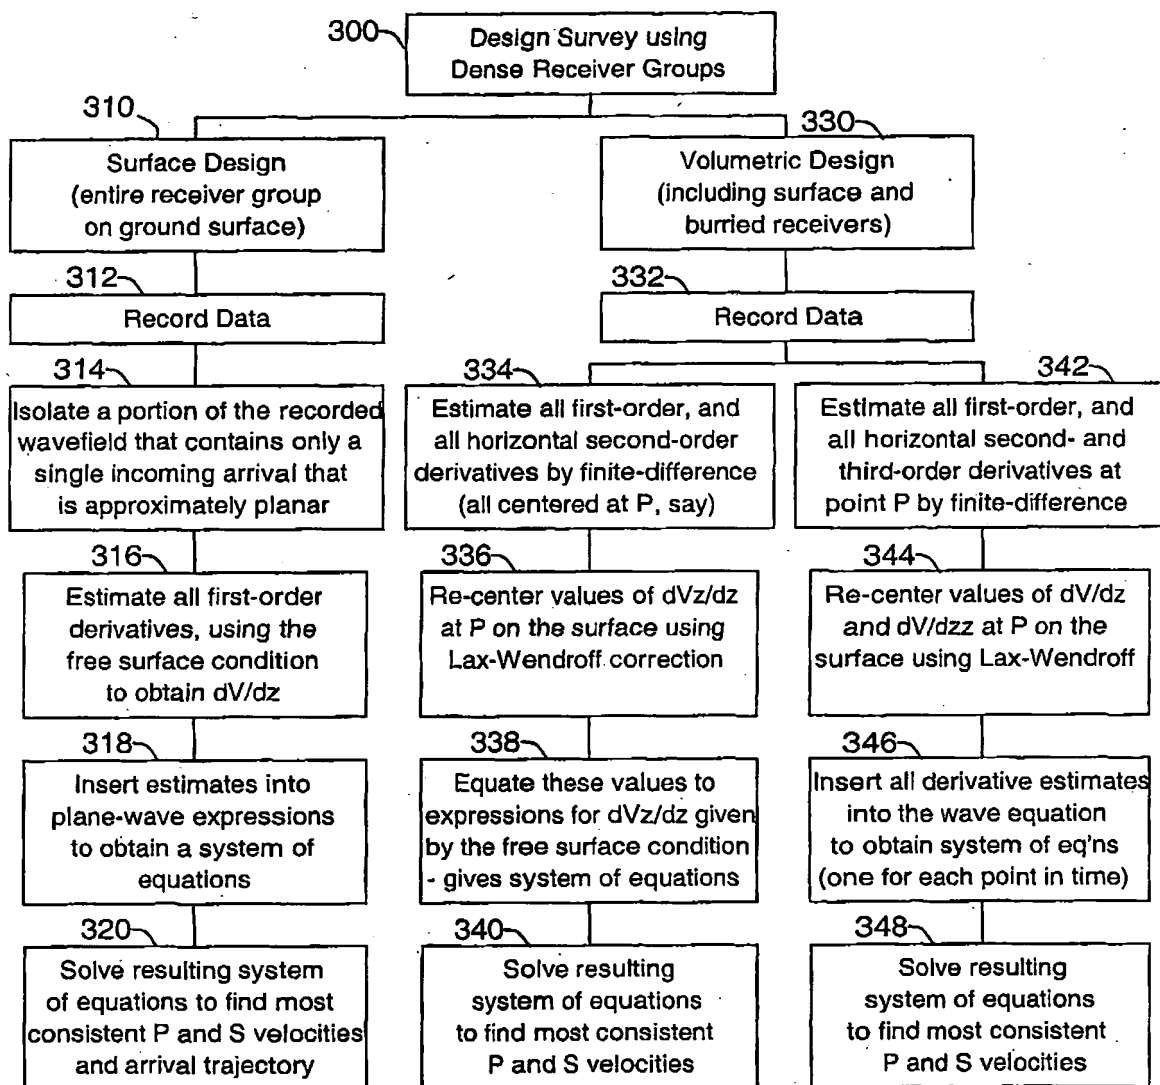 300
Design Survey using
Dense Receiver Groups
310
Surface Design
(entire receiver group
on ground surface)
330
Volumetric Design
(including surface and
burried receivers)
312
Record Data
332
Record Data
314
Isolate a portion of the recorded
wavefield that contains only a
single incoming arrival that
is approximately planar
334
Estimate all first-order, and
all horizontal second-order
derivatives by finite-difference
(all centered at P, say)
342
Estimate all first-order, and
all horizontal second- and
third-order derivatives at
point P by finite-difference
316
Estimate all first-order
derivatives, using the
free surface condition
to obtain dV/dz
336
Re-center values of dVz/dz
at P on the surface using
Lax-Wendroff correction
344
Re-center values of dV/dz
and dV/dzz at P on the
surface using Lax-Wendroff
318
Insert estimates into
plane-wave expressions
to obtain a system of
equations
338
Equate these values to
expressions for dVz/dz given
by the free surface condition
- gives system of equations
346
Insert all derivative estimates
into the wave equation
to obtain system of eq'ns
(one for each point in time)
320
Solve resulting system
of equations to find most
consistent P and S velocities
and arrival trajectory
340
Solve resulting
system of equations
to find most consistent
P and S velocities
348
Solve resulting
system of equations
to find most consistent
P and S velocities